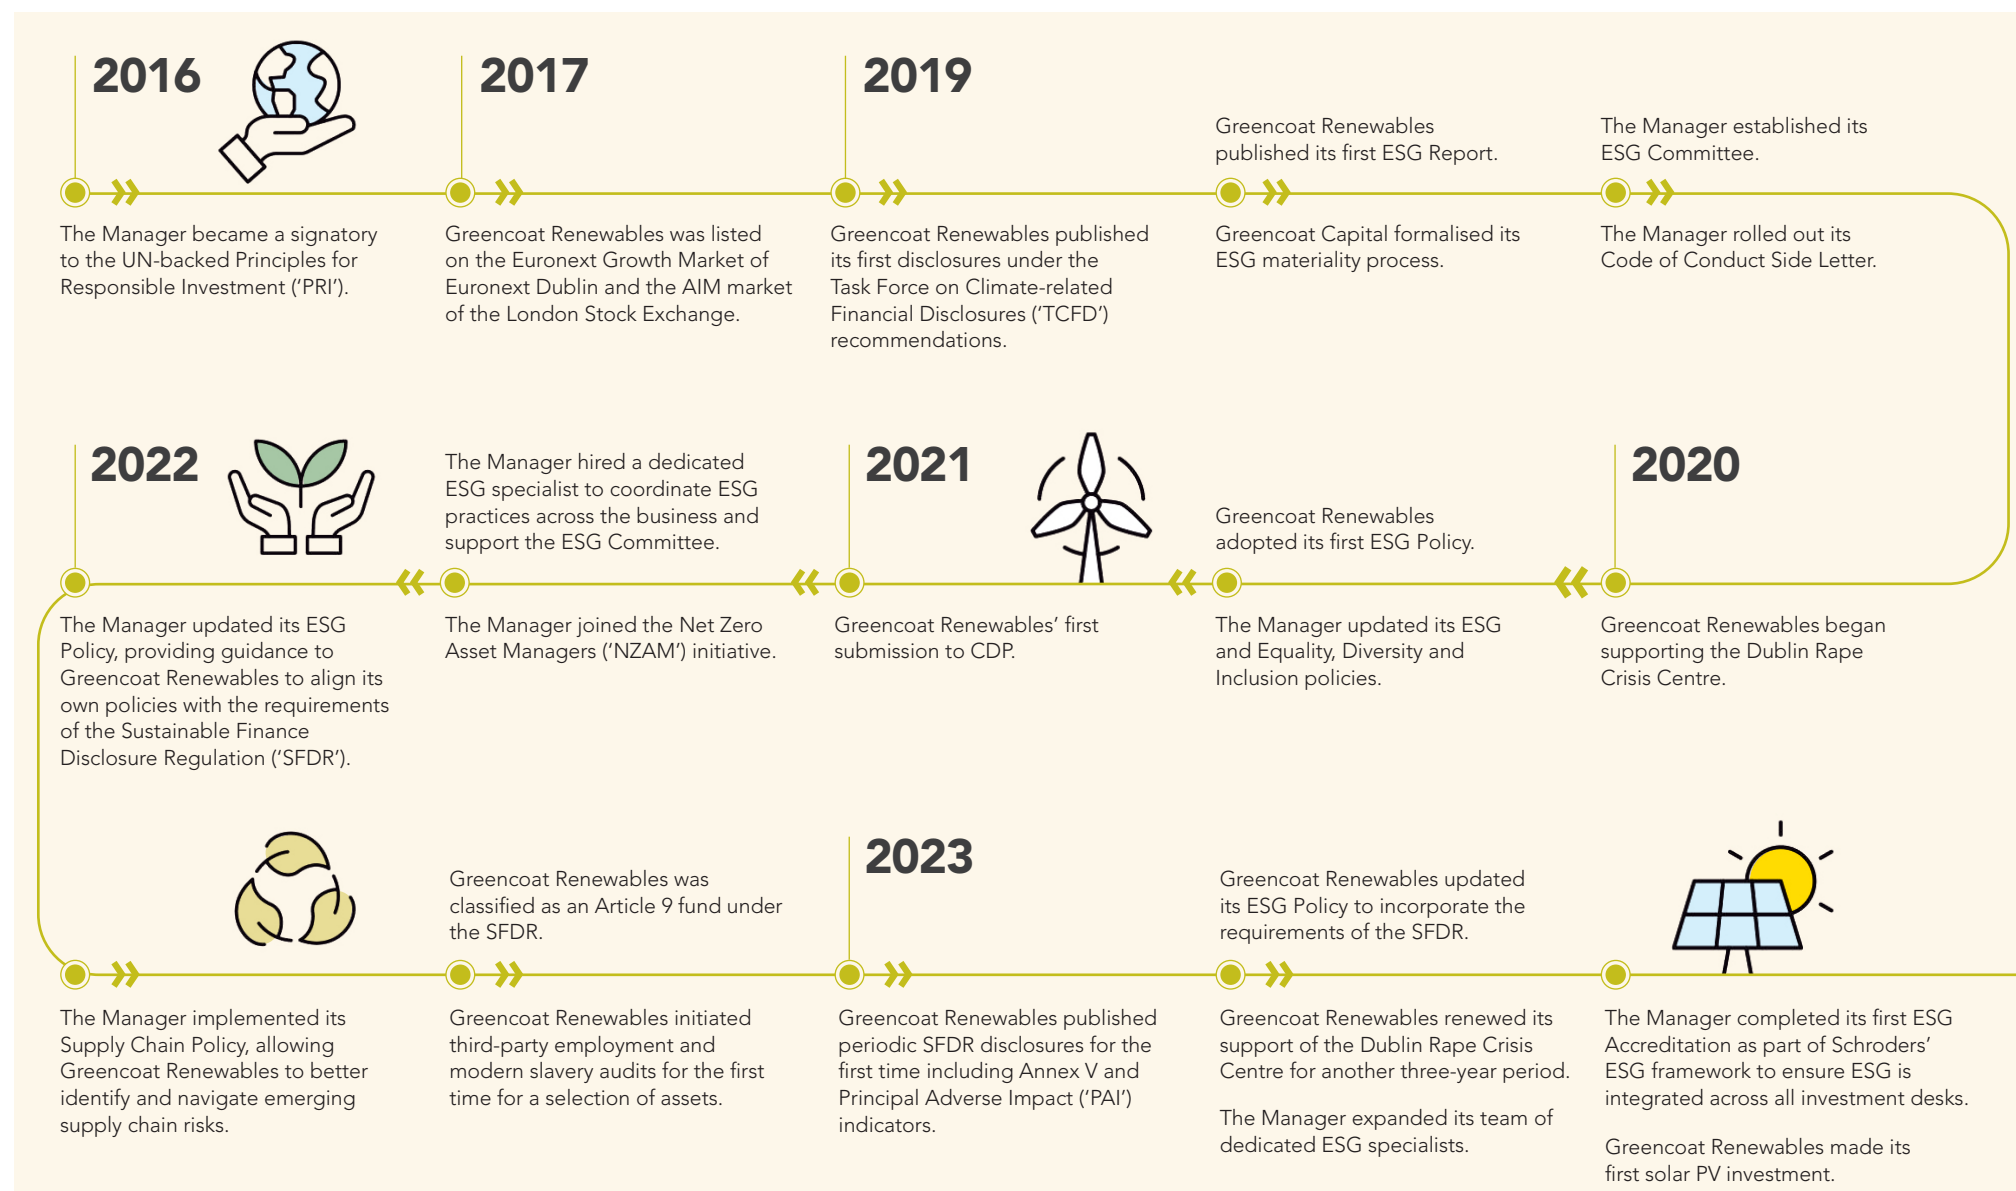 2016
The Manager became a signatory
to the UN-backed Principles for
Responsible Investment (‘PRI’).
2017
Greencoat Renewables was listed
on the Euronext Growth Market of
Euronext Dublin and the AIM market
of the London Stock Exchange.
2019
Greencoat Renewables published
its first disclosures under the
Task Force on Climate-related
Financial Disclosures (‘TCFD’)
recommendations.
Greencoat Renewables
published its first ESG Report.
Greencoat Capital formalised its
ESG materiality process.
The Manager established its
ESG Committee.
The Manager rolled out its
Code of Conduct Side Letter.
2020
Greencoat Renewables began
supporting the Dublin Rape
Crisis Centre.
Greencoat Renewables
adopted its first ESG Policy.
The Manager updated its ESG
and Equality, Diversity and
Inclusion policies.
2021
Greencoat Renewables’ first
submission to CDP.
The Manager hired a dedicated
ESG specialist to coordinate ESG
practices across the business and
support the ESG Committee.
The Manager joined the Net Zero
Asset Managers (‘NZAM’) initiative.
2022
The Manager updated its ESG
Policy, providing guidance to
Greencoat Renewables to align its
own policies with the requirements
of the Sustainable Finance
Disclosure Regulation (‘SFDR’).
The Manager implemented its
Supply Chain Policy, allowing
Greencoat Renewables to better
identify and navigate emerging
supply chain risks.
Greencoat Renewables was
classified as an Article 9 fund under
the SFDR.
Greencoat Renewables initiated
third-party employment and
modern slavery audits for the first
time for a selection of assets.
2023
Greencoat Renewables published
periodic SFDR disclosures for the
first time including Annex V and
Principal Adverse Impact (‘PAI’)
indicators.
Greencoat Renewables updated
its ESG Policy to incorporate the
requirements of the SFDR.
Greencoat Renewables renewed its
support of the Dublin Rape Crisis
Centre for another three-year period.
The Manager expanded its team of
dedicated ESG specialists.
The Manager completed its first ESG
Accreditation as part of Schroders’
ESG framework to ensure ESG is
integrated across all investment desks.
Greencoat Renewables made its
first solar PV investment.